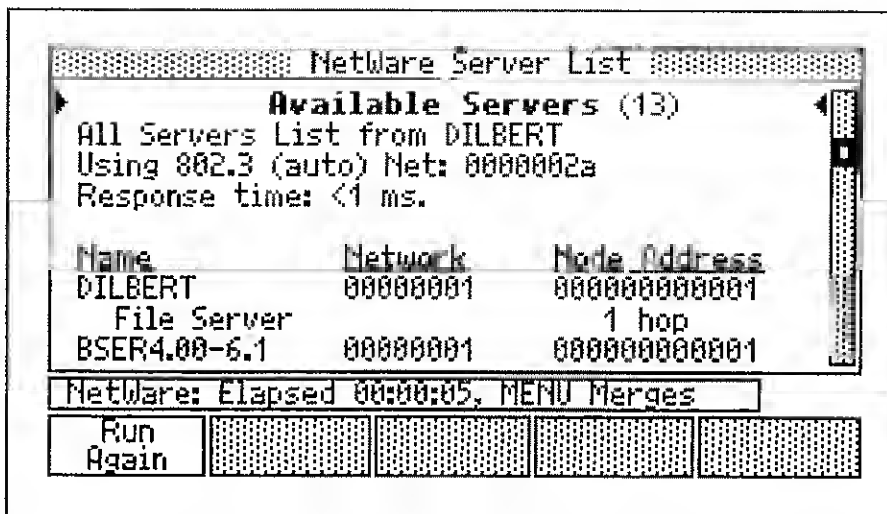 NetWare Server List
Available Servers (13)
All Servers List from DILBERT
Using 802.3 (auto) Net: 0000002a
Response time: <1 ms.
Name Network Node Address
DILBERT 00000001 000000000001
File Server 1 hop
BSER4.00-6.1 00000001 000000000001
NetWare: Elapsed 00:00:05, MENU Merges
Run
Again